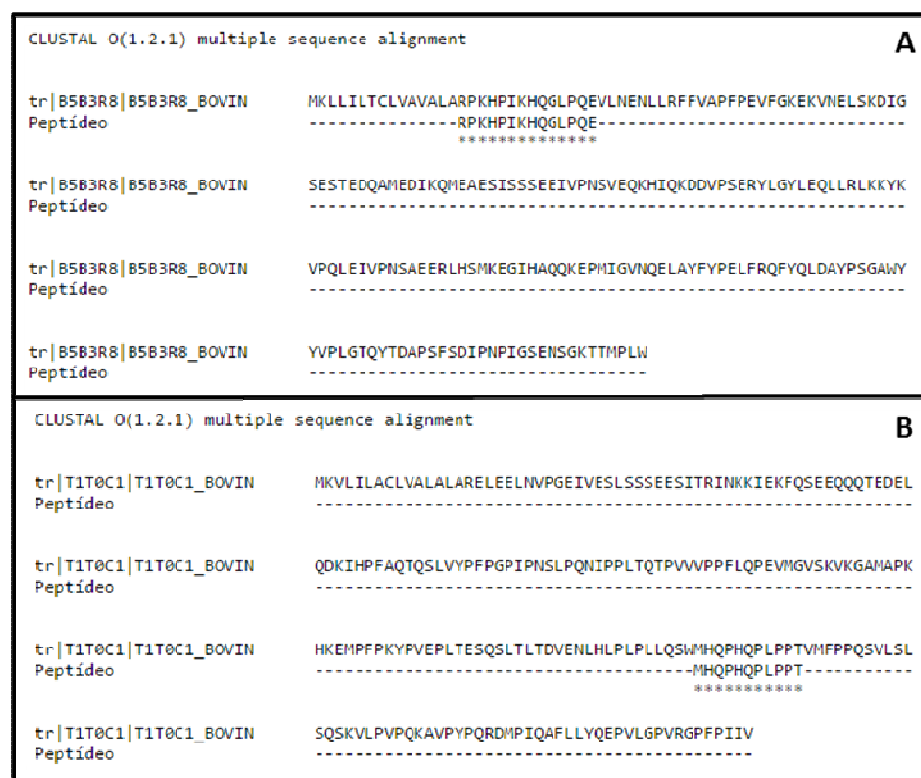 CLUSTAL O(1.2.1) multiple sequence alignment
A
tr|B5B3R8|B5B3R8_BOVIN MKLLILTCLVAVALARPKHPIKHQGLPQEVLNENLLRFFVAPFPEVFGKEKVNELSKDIG
Peptídeo ---------------RPKHPIKHQGLPQE-------------------------------
**************
tr|B5B3R8|B5B3R8_BOVIN SESTEDQAMEDIKQMEAESISSSEEIVPNSVEQKHIQKDDVPSERYLGYLEQLLRLKKYK
Peptídeo ------------------------------------------------------------
tr|B5B3R8|B5B3R8_BOVIN VPQLEIVPNSAEERLHSMKEGIHAQQKEPMIGVNQELAYFYPELFRQFYQLDAYPSGAWY
Peptídeo ------------------------------------------------------------
tr|B5B3R8|B5B3R8_BOVIN YVPLGTQYTDAPSFSDIPNPIGSENSGKTTMPLW
Peptídeo ----------------------------------
CLUSTAL O(1.2.1) multiple sequence alignment
B
tr|T1T0C1|T1T0C1_BOVIN MKVLILACLVALALARELEELNVPGEIVESLSSSEESITRINKKIEKFQSEEQQQTEDEL
Peptídeo ------------------------------------------------------------
tr|T1T0C1|T1T0C1_BOVIN QDKIHPFAQTQSLVYPFPGPIPNSLPQNIPPLTQTPVVVPPFLQPEVMGVSKVKGAMAPK
Peptídeo ------------------------------------------------------------
tr|T1T0C1|T1T0C1_BOVIN HKEMPFPKYPVEPLTESQSLTLTDVENLHLPLPLLQSWMHQPHQPLPPTVMFPPQSVLSL
Peptídeo --------------------------------------MHQPHQPLPPT-----------
***********
tr|T1T0C1|T1T0C1_BOVIN SQSKVLPVPQKAVPYPQRDMPIQAFLLYQEPVLGPVRGPFPIIV
Peptídeo --------------------------------------------